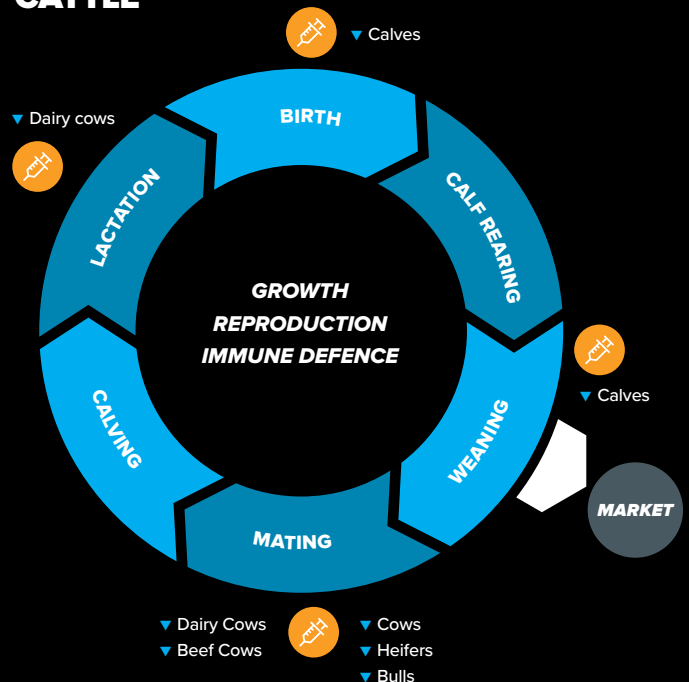 CATTLE
Calves
Dairy cows
BIRTH
LACTATION
CALF REARING
GROWTH
REPRODUCTION
IMMUNE DEFENCE
Calves
CALVING
WEANING
MARKET
MATING
Dairy Cows
Beef Cows
Cows
Heifers
Bulls